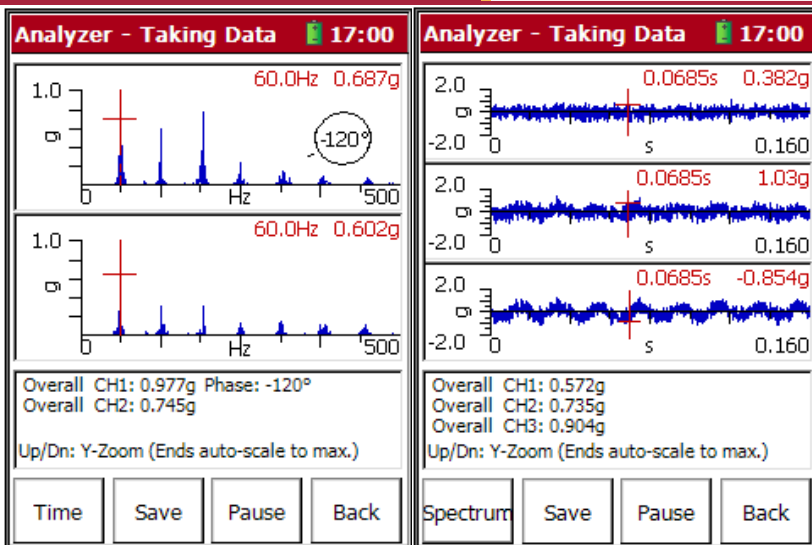 Analyzer - Taking Data 17:00
60.0Hz 0.687g
1.0
g
-120°
0 Hz 500
60.0Hz 0.602g
1.0
g
0 Hz 500
Overall CH1: 0.977g Phase: -120°
Overall CH2: 0.745g
Up/Dn: Y-Zoom (Ends auto-scale to max.)
Time Save Pause Back
Analyzer - Taking Data 17:00
0.0685s 0.382g
2.0
g
-2.0 0 s 0.160
0.0685s 1.03g
2.0
g
-2.0 0 s 0.160
0.0685s -0.854g
2.0
g
-2.0 0 s 0.160
Overall CH1: 0.572g
Overall CH2: 0.735g
Overall CH3: 0.904g
Up/Dn: Y-Zoom (Ends auto-scale to max.)
Spectrum Save Pause Back